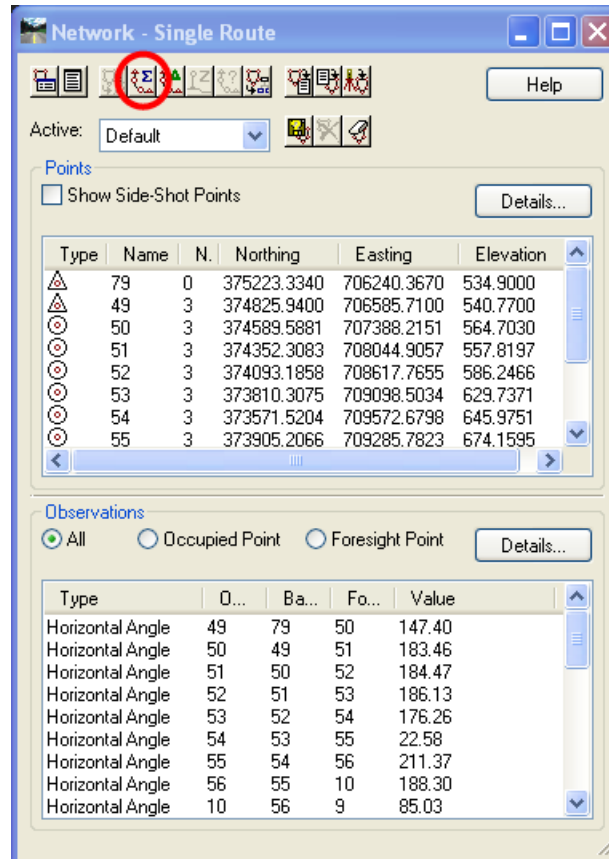 Network - Single Route
Σ Z ?
Help
Active: Default
Points
Show Side-Shot Points
Details...
Type Name N. Northing Easting Elevation
79 0 375223.3340 706240.3670 534.9000
49 3 374825.9400 706585.7100 540.7700
50 3 374589.5881 707388.2151 564.7030
51 3 374352.3083 708044.9057 557.8197
52 3 374093.1858 708617.7655 586.2466
53 3 373810.3075 709098.5034 629.7371
54 3 373571.5204 709572.6798 645.9751
55 3 373905.2066 709285.7823 674.1595
Observations
All Occupied Point Foresight Point Details...
Type O... Ba... Fo... Value
Horizontal Angle 49 79 50 147.40
Horizontal Angle 50 49 51 183.46
Horizontal Angle 51 50 52 184.47
Horizontal Angle 52 51 53 186.13
Horizontal Angle 53 52 54 176.26
Horizontal Angle 54 53 55 22.58
Horizontal Angle 55 54 56 211.37
Horizontal Angle 56 55 10 188.30
Horizontal Angle 10 56 9 85.03